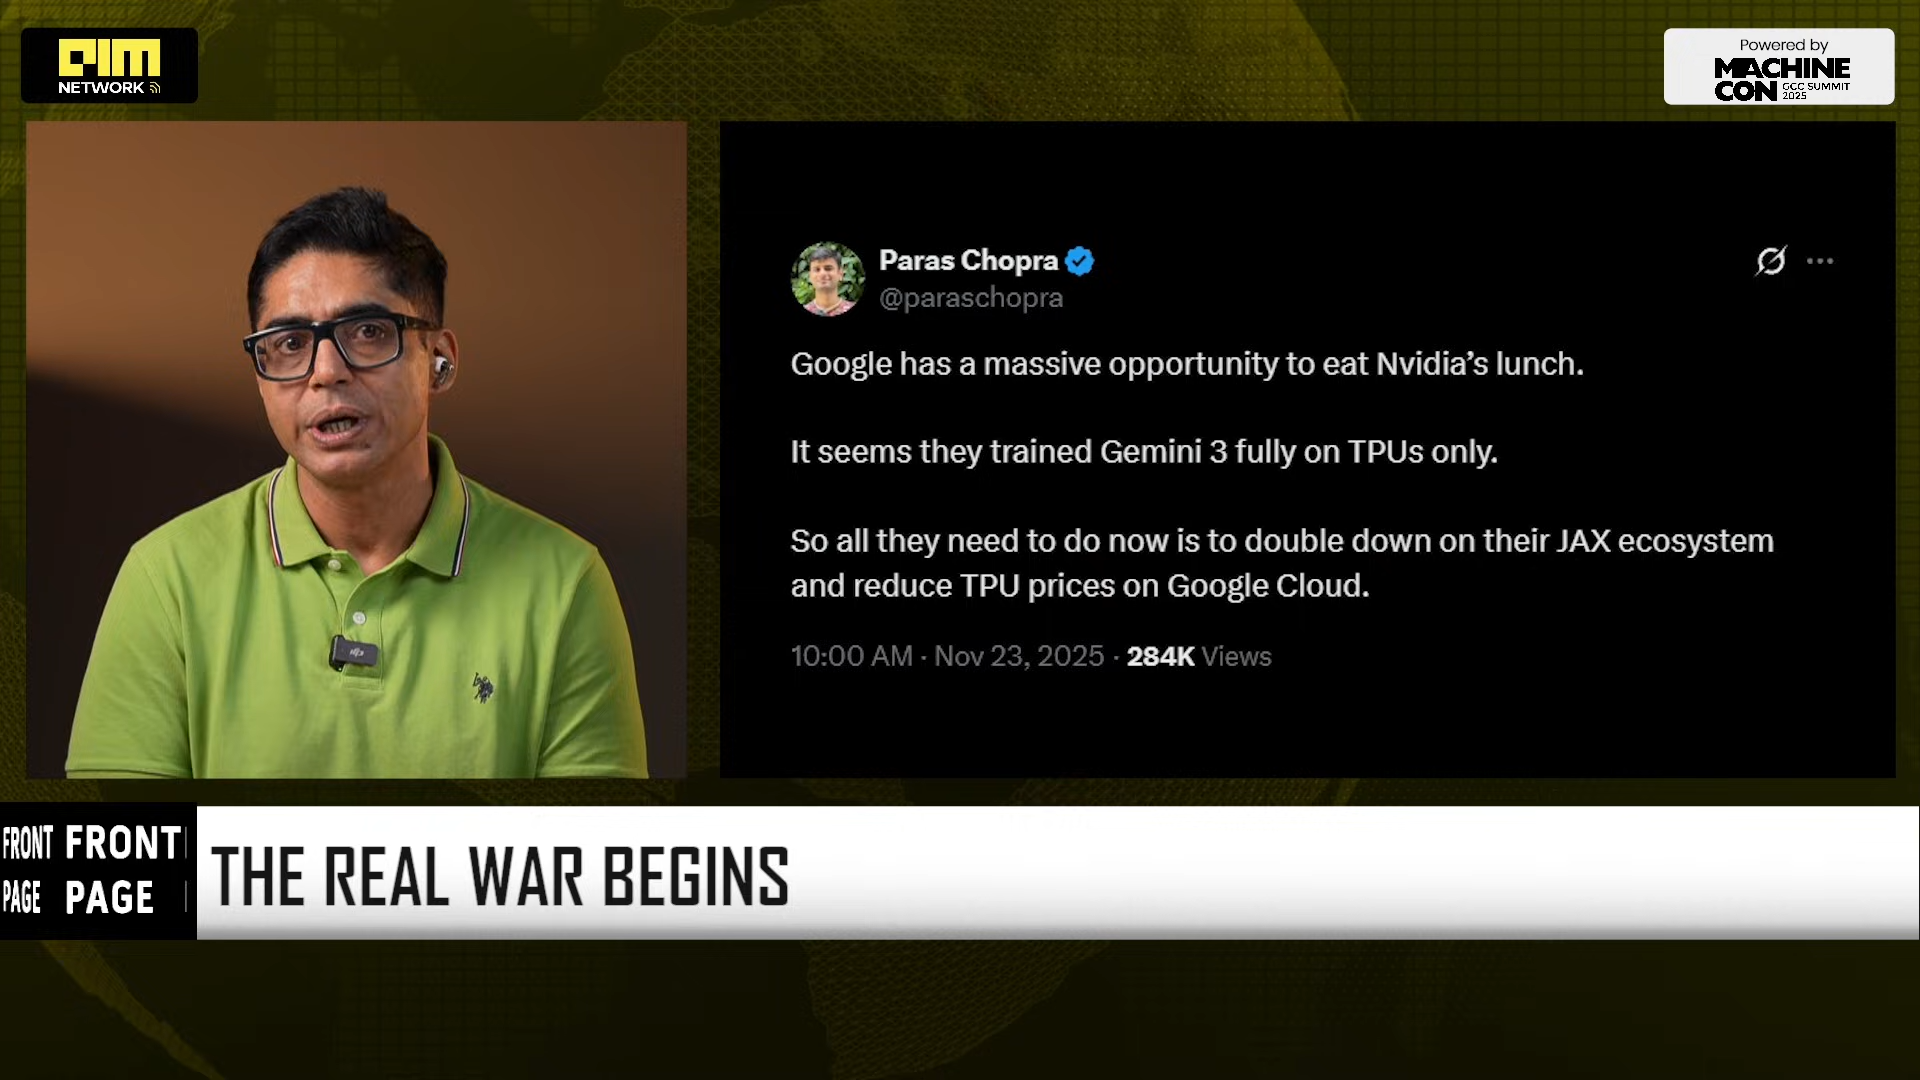 AIM
NETWORK
Powered by
MACHINE
CON GCC SUMMIT
2025
Paras Chopra
@paraschopra
Google has a massive opportunity to eat Nvidia’s lunch.
It seems they trained Gemini 3 fully on TPUs only.
So all they need to do now is to double down on their JAX ecosystem
and reduce TPU prices on Google Cloud.
10:00 AM · Nov 23, 2025 · 284K Views
dji
FRONT FRONT
PAGE PAGE
THE REAL WAR BEGINS